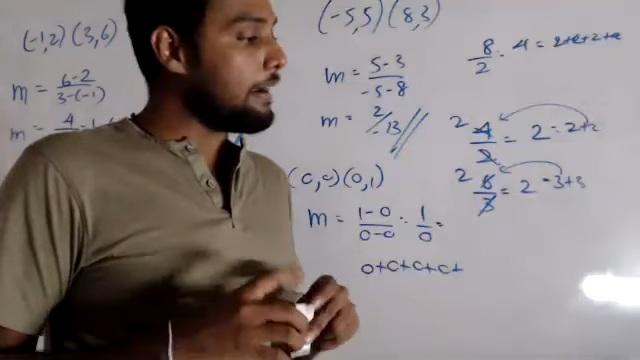 (-1,2) (3,6)
m = 6-2
3-(-1)
m = 4
(-5,5) (8,3)
m = 5-3
-5-8
m = 2/-13 //
(0,0) (0,1)
m = 1-0 = 1 =
0-0 0
0+0+0+0+
8 = 4 = 2+2+2+2
2
2 4 = 2 = 2+2
2
2 6 = 2 = 3+3
3